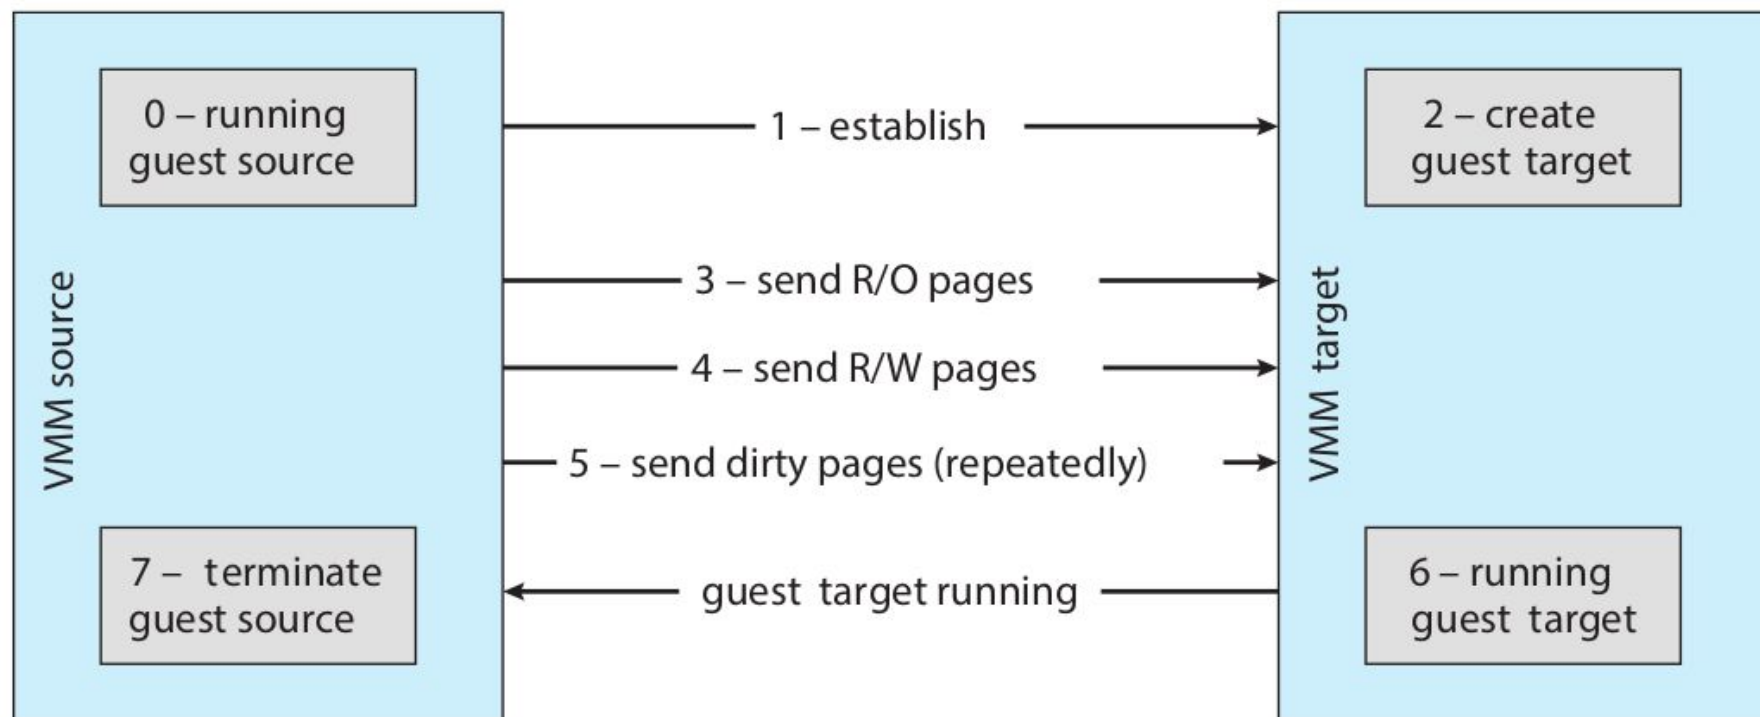 0 – running
guest source
1 – establish
2 – create
guest target
VMM source
3 – send R/O pages
4 – send R/W pages
5 – send dirty pages (repeatedly)
VMM target
7 – terminate
guest source
guest target running
6 – running
guest target